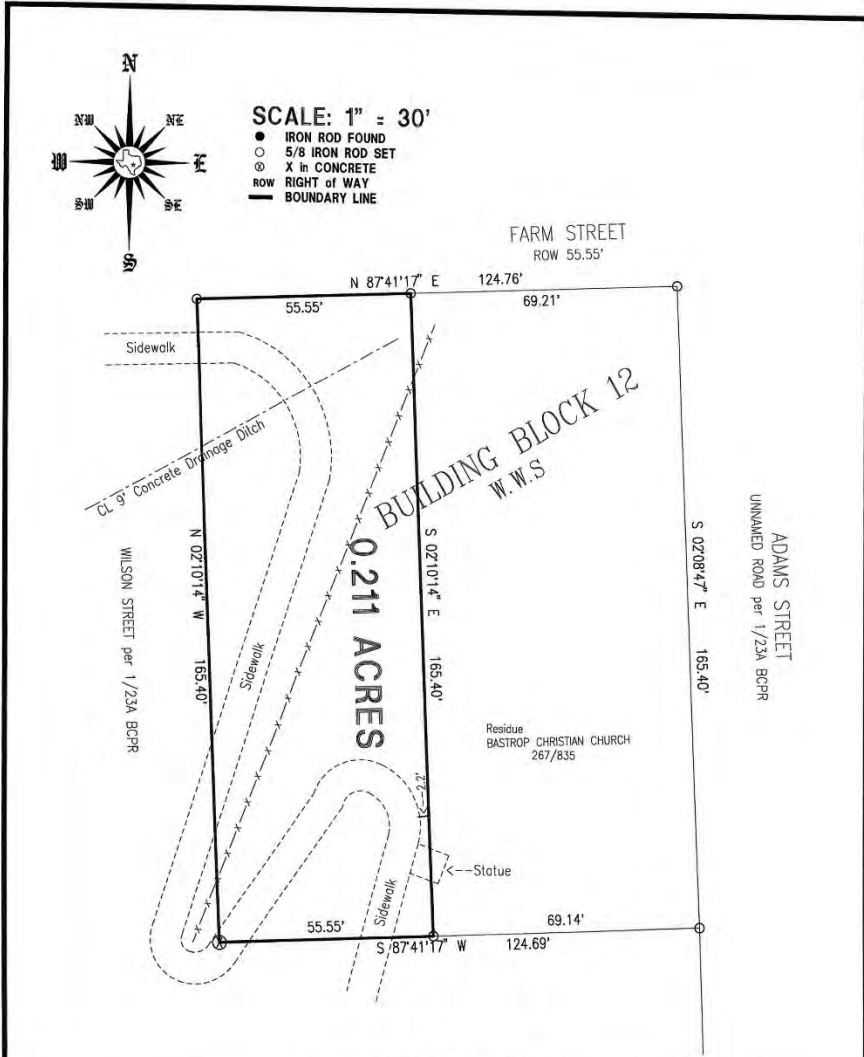 N
NW NE
W E
SW SE
S
SCALE: 1" = 30'
IRON ROD FOUND
5/8 IRON ROD SET
X in CONCRETE
ROW RIGHT of WAY
BOUNDARY LINE
FARM STREET
ROW 55.55'
N 87°41'17" E 124.76'
55.55'
69.21'
Sidewalk
CL 9' Concrete Drainage Ditch
BUILDING BLOCK 12
W.W.S
N 02°10'14" W 165.40'
WILSON STREET per 1/23A BCPR
Sidewalk
0.211 ACRES
S 02°10'14" E 165.40'
S 02°08'47" E 165.40'
ADAMS STREET
UNNAMED ROAD per 1/23A BCPR
Residue
BASTROP CHRISTIAN CHURCH
267/835
<--2.2'
<---Statue
Sidewalk
55.55'
69.14'
S 87°41'17" W 124.69'